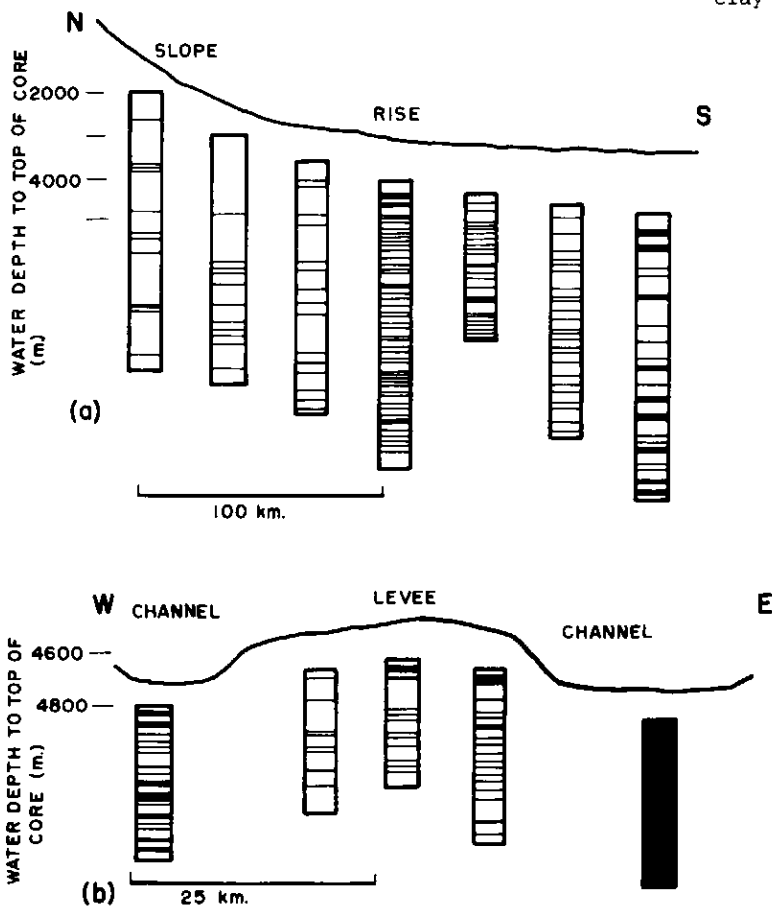 Clay
N
SLOPE
RISE
S
WATER DEPTH TO TOP OF CORE
(m)
2000
4000
(a)
100 km.
W
CHANNEL
LEVEE
CHANNEL
E
WATER DEPTH TO TOP OF
CORE (m.)
4600
4800
(b)
25 km.